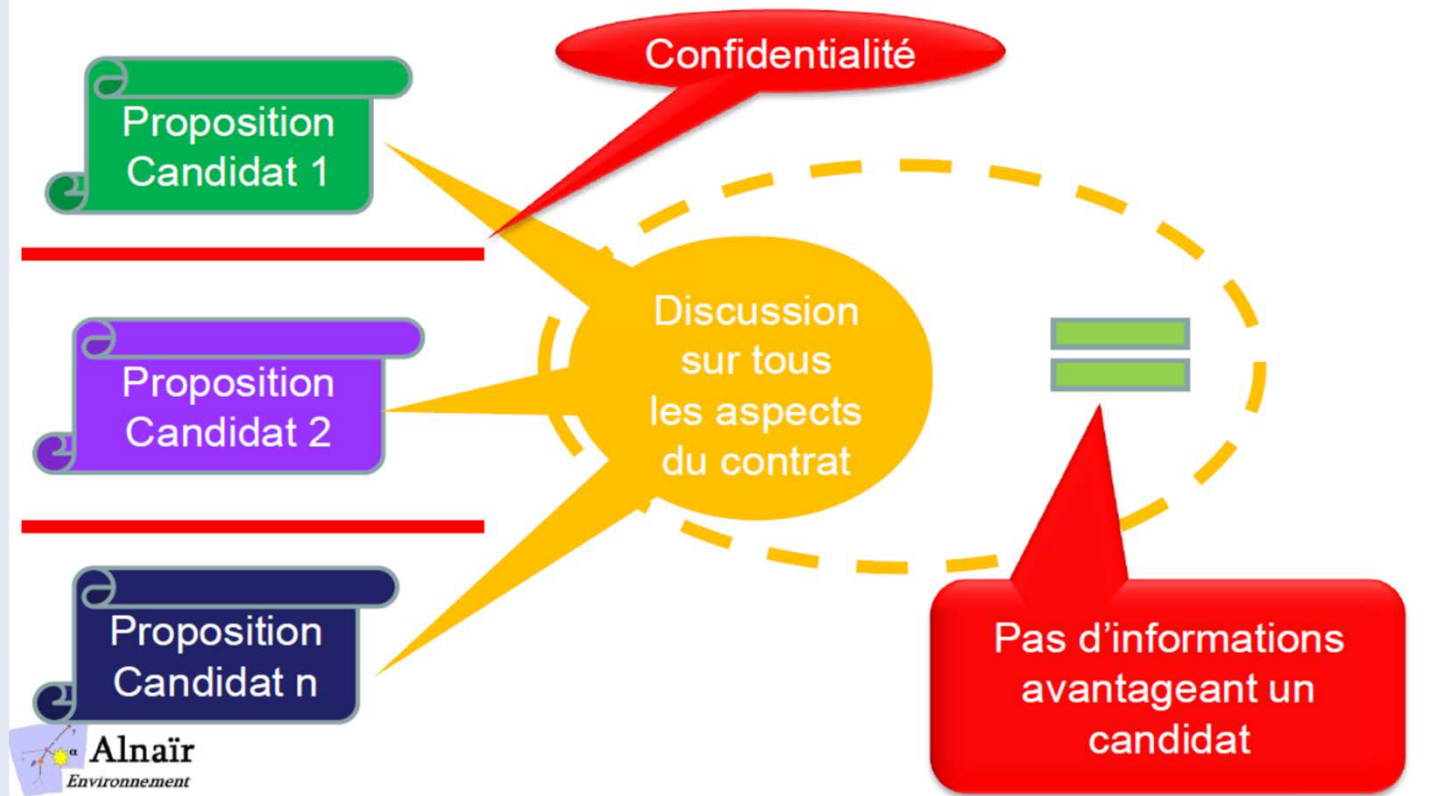 Confidentialité
Proposition
Candidat 1
Proposition
Candidat 2
Proposition
Candidat n
Discussion
sur tous
les aspects
du contrat
Pas d’informations
avantageant un
candidat
α Alnaïr
Environnement